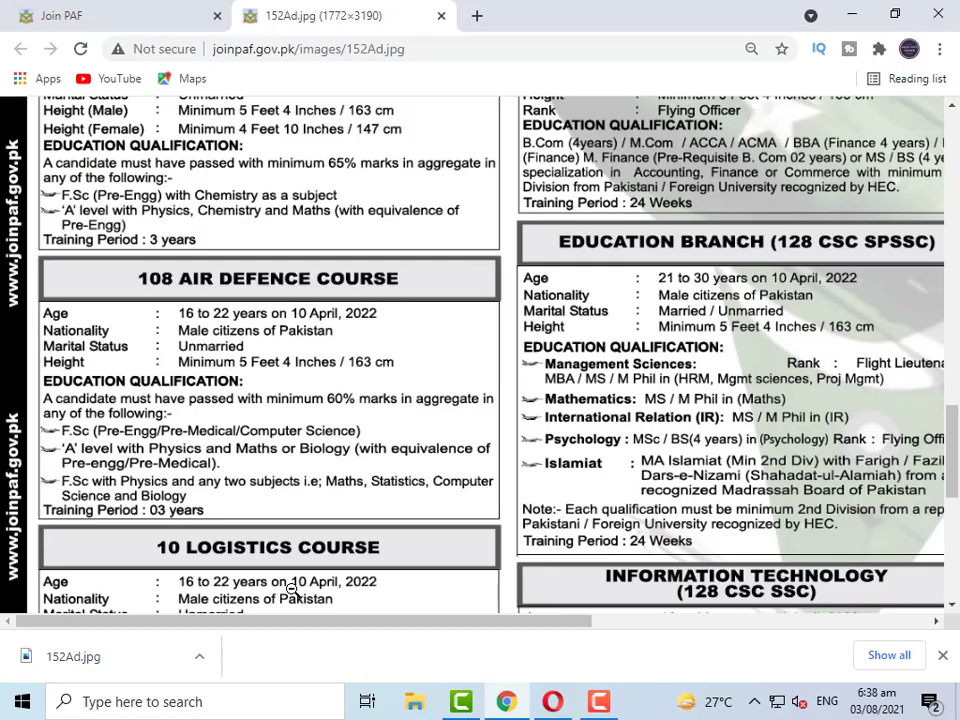 Join PAF
152Ad.jpg (1772×3190)
Not secure
joinpaf.gov.pk/images/152Ad.jpg
IQ
Apps
YouTube
Maps
Reading list
www.joinpaf.gov.pk
www.joinpaf.gov.pk
Marital Status : Unmarried
Height (Male) : Minimum 5 Feet 4 Inches / 163 cm
Height (Female) : Minimum 4 Feet 10 Inches / 147 cm
EDUCATION QUALIFICATION:
A candidate must have passed with minimum 65% marks in aggregate in
any of the following:-
F.Sc (Pre-Engg) with Chemistry as a subject
'A' level with Physics, Chemistry and Maths (with equivalence of
Pre-Engg)
Training Period : 3 years
108 AIR DEFENCE COURSE
Age : 16 to 22 years on 10 April, 2022
Nationality : Male citizens of Pakistan
Marital Status : Unmarried
Height : Minimum 5 Feet 4 Inches / 163 cm
EDUCATION QUALIFICATION:
A candidate must have passed with minimum 60% marks in aggregate in
any of the following:-
F.Sc (Pre-Engg/Pre-Medical/Computer Science)
'A' level with Physics and Maths or Biology (with equivalence of
Pre-engg/Pre-Medical).
F.Sc with Physics and any two subjects i.e; Maths, Statistics, Computer
Science and Biology
Training Period : 03 years
10 LOGISTICS COURSE
Age : 16 to 22 years on 10 April, 2022
Nationality : Male citizens of Pakistan
Marital Status : Unmarried
Height : Minimum 5 Feet 4 Inches / 163 cm
Rank : Flying Officer
EDUCATION QUALIFICATION:
B.Com (4years) / M.Com / ACCA / ACMA / BBA (Finance 4 years) /
(Finance) M. Finance (Pre-Requisite B. Com 02 years) or MS / BS (4 ye
specialization in Accounting, Finance or Commerce with minimum
Division from Pakistani / Foreign University recognized by HEC.
Training Period : 24 Weeks
EDUCATION BRANCH (128 CSC SPSSC)
Age : 21 to 30 years on 10 April, 2022
Nationality : Male citizens of Pakistan
Marital Status : Married / Unmarried
Height : Minimum 5 Feet 4 Inches / 163 cm
EDUCATION QUALIFICATION:
Management Sciences: Rank : Flight Lieutena
MBA / MS / M Phil in (HRM, Mgmt sciences, Proj Mgmt)
Mathematics: MS / M Phil in (Maths)
International Relation (IR): MS / M Phil in (IR)
Psychology : MSc / BS(4 years) in (Psychology) Rank : Flying Offi
Islamiat : MA Islamiat (Min 2nd Div) with Farigh / Fazil
Dars-e-Nizami (Shahadat-ul-Alamiah) from a
recognized Madrassah Board of Pakistan
Note:- Each qualification must be minimum 2nd Division from a rep
Pakistani / Foreign University recognized by HEC.
Training Period : 24 Weeks
INFORMATION TECHNOLOGY
(128 CSC SSC)
152Ad.jpg
Show all
Type here to search
27°C
ENG
6:38 am
03/08/2021
2